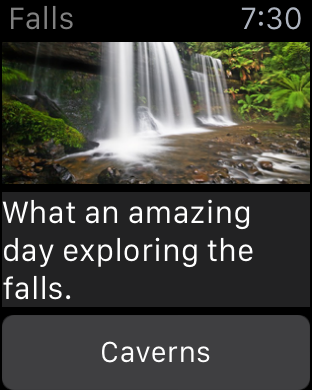 Falls 7:30
What an amazing
day exploring the
falls.
Caverns